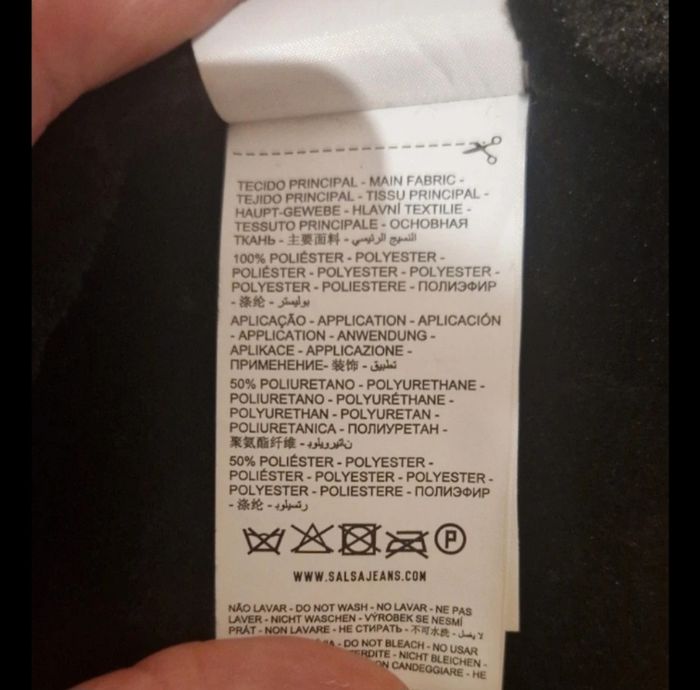 TECIDO PRINCIPAL - MAIN FABRIC -
TEJIDO PRINCIPAL - TISSU PRINCIPAL -
HAUPT-GEWEBE - HLAVNÍ TEXTILIE -
TESSUTO PRINCIPALE - ОСНОВНАЯ
ТКАНЬ - 主要面料 - النسيج الرئيسي
100% POLIÉSTER - POLYESTER -
POLIÉSTER - POLYESTER - POLYESTER -
POLYESTER - POLIESTERE - ПОЛИЭФИР
- 涤纶 - بوليستر
APLICAÇÃO - APPLICATION - APLICACIÓN
- APPLICATION - ANWENDUNG -
APLIKACE - APPLICAZIONE -
ПРИМЕНЕНИЕ- 装饰 - تطبيق
50% POLIURETANO - POLYURETHANE -
POLIURETANO - POLYURÉTHANE -
POLYURETHAN - POLYURETAN -
POLIURETANICA - ПОЛИУРЕТАН -
聚氨酯纤维 -
50% POLIÉSTER - POLYESTER -
POLIÉSTER - POLYESTER - POLYESTER -
POLYESTER - POLIESTERE - ПОЛИЭФИР
- 涤纶 -
P
WWW.SALSAJEANS.COM
NÃO LAVAR - DO NOT WASH - NO LAVAR - NE PAS
LAVER - NICHT WASCHEN - VÝROBEK SE NESMÍ
PRÁT - NON LAVARE - НЕ СТИРАТЬ - 不可水洗 - لا يغسل
- DO NOT BLEACH - NO USAR
- NICHT BLEICHEN -
CANDEGGIARE - НЕ